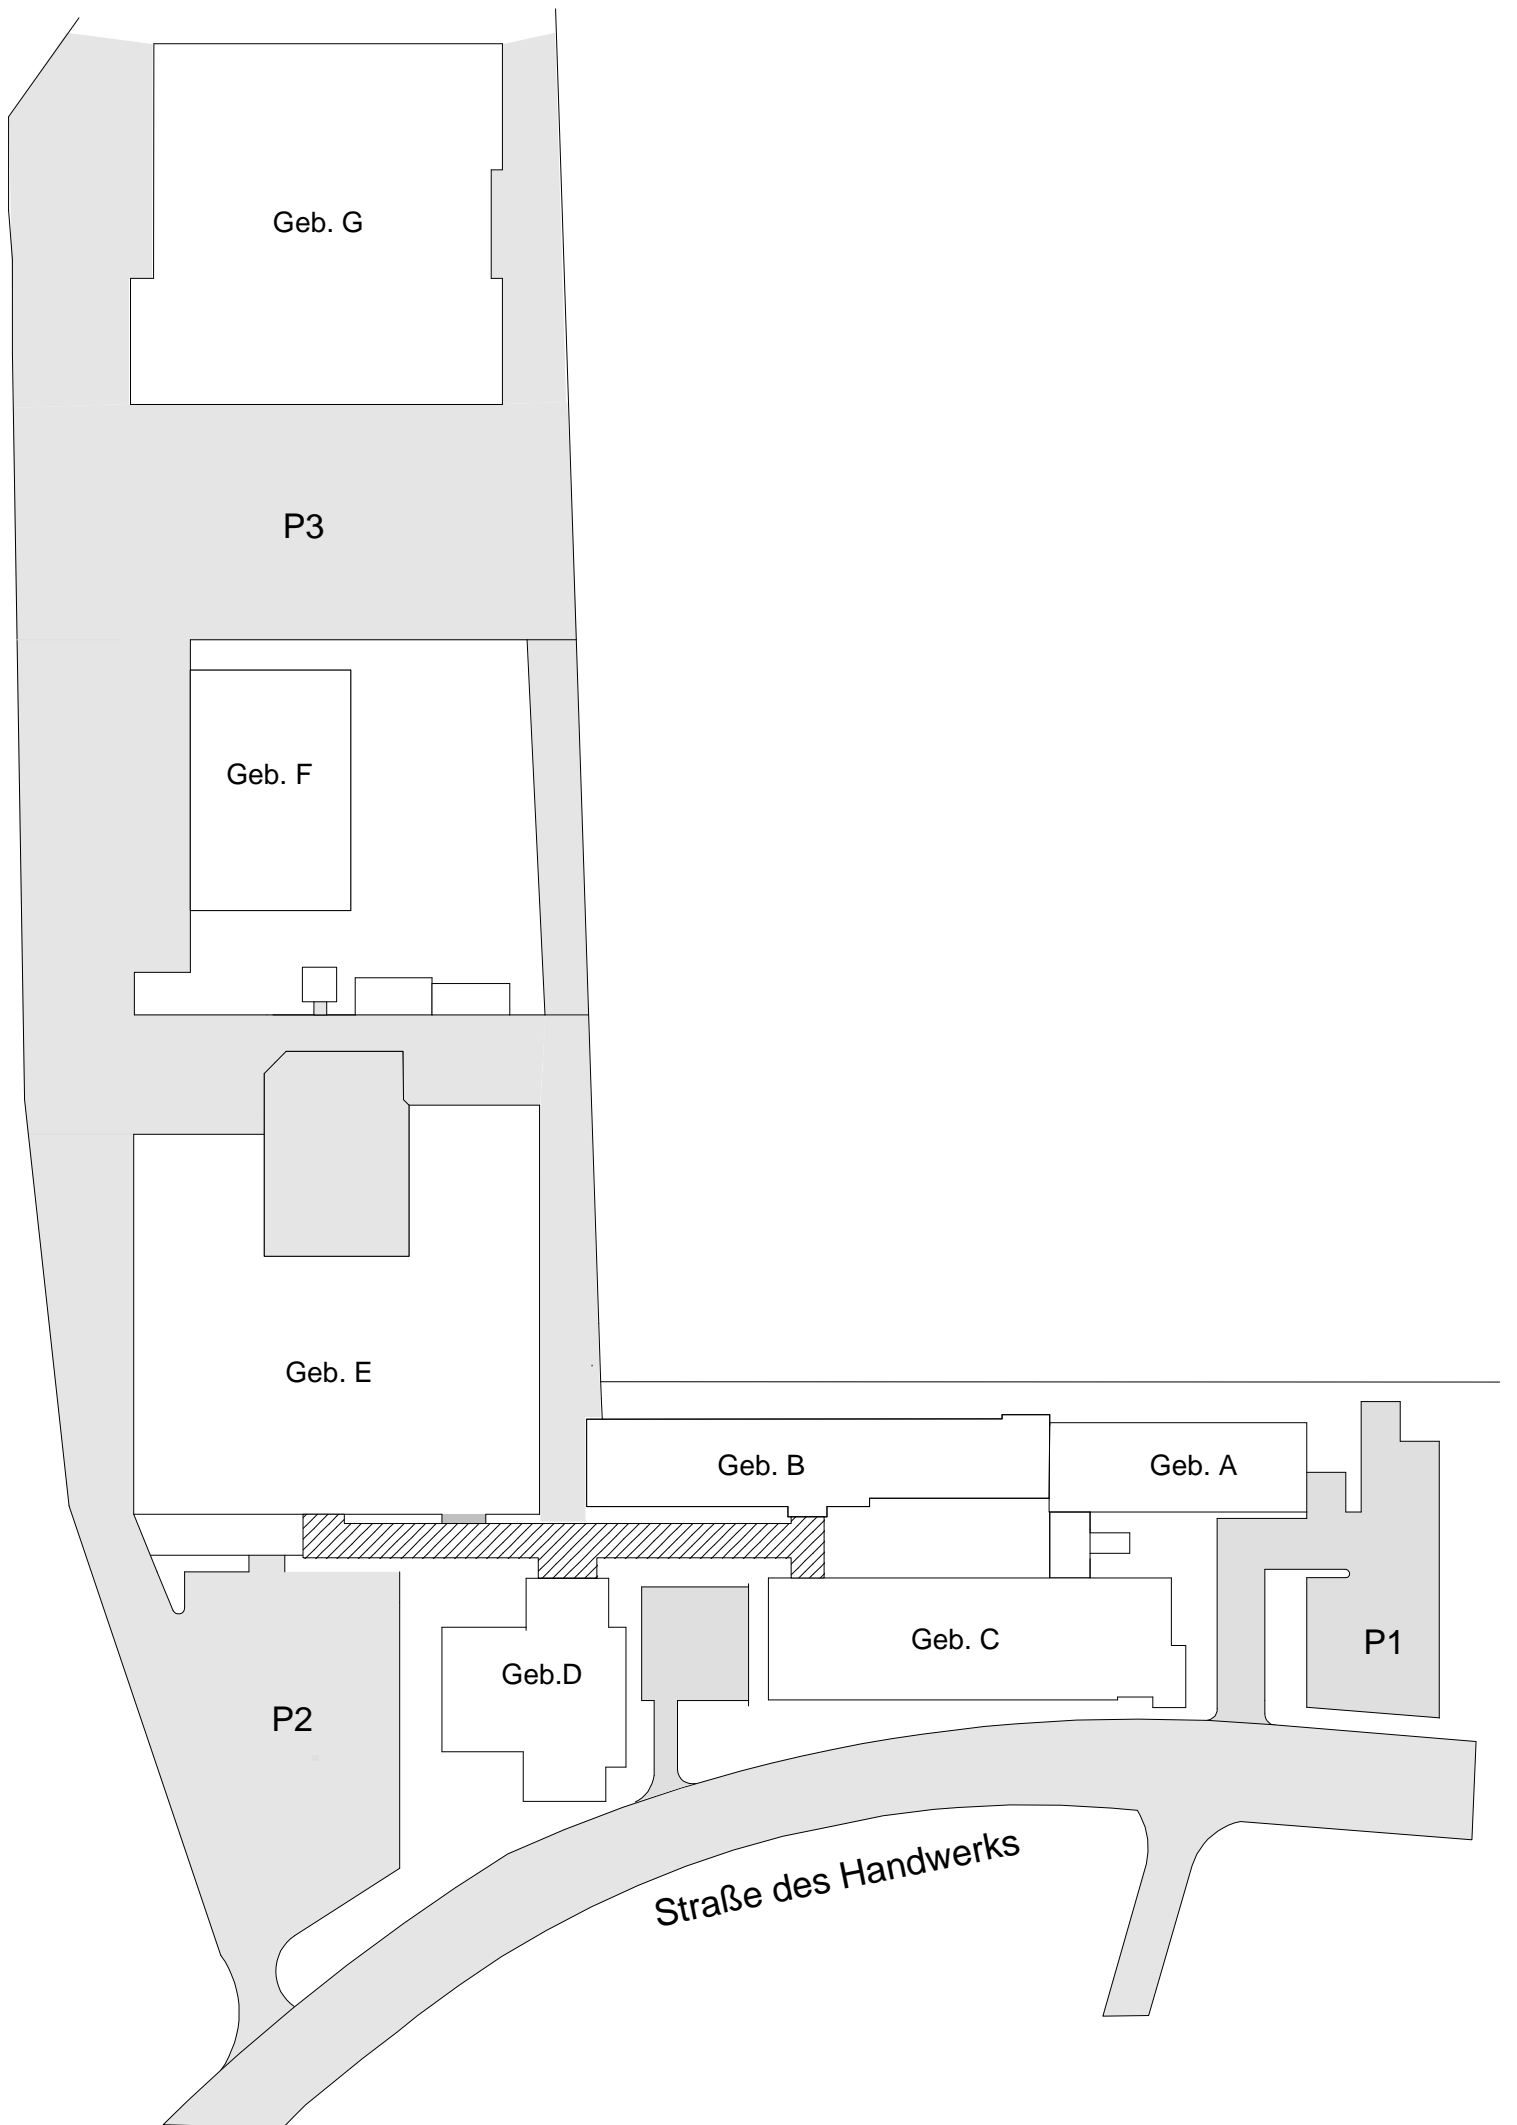 Geb. G
P3
Geb. F
Geb. E
Geb. B
Geb. A
Geb. C
P1
Geb.D
P2
Straße des Handwerks